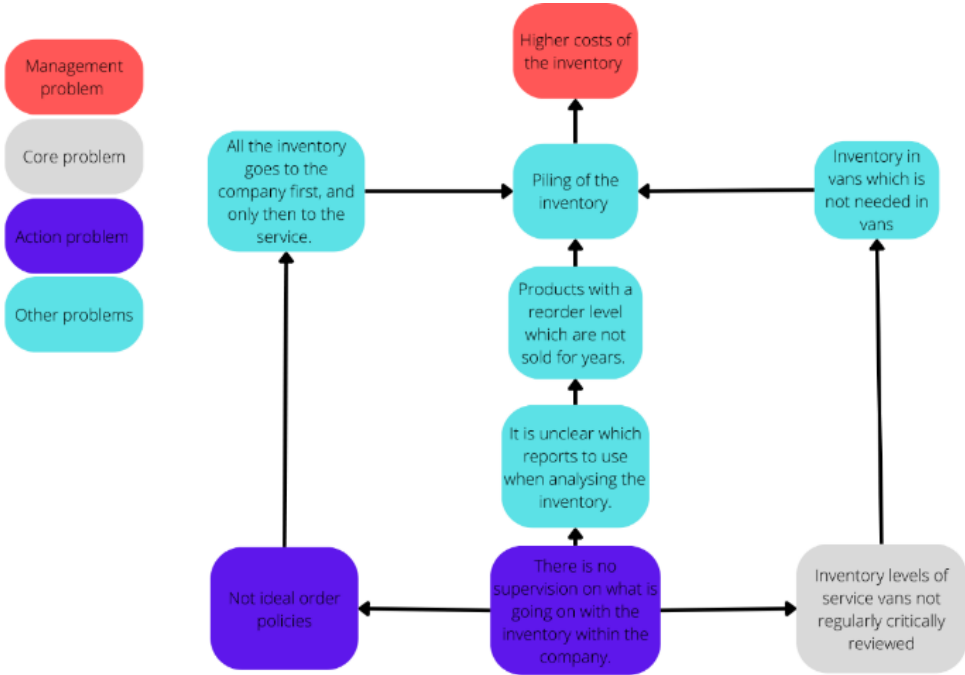 Management
problem
Core problem
Action problem
Other problems
Higher costs of
the inventory
All the inventory
goes to the
company first, and
only then to the
service.
Piling of the
inventory
Inventory in
vans which is
not needed in
vans
Products with a
reorder level
which are not
sold for years.
It is unclear which
reports to use
when analysing the
inventory.
Not ideal order
policies
There is no
supervision on what is
going on with the
inventory within the
company.
Inventory levels of
service vans not
regularly critically
reviewed